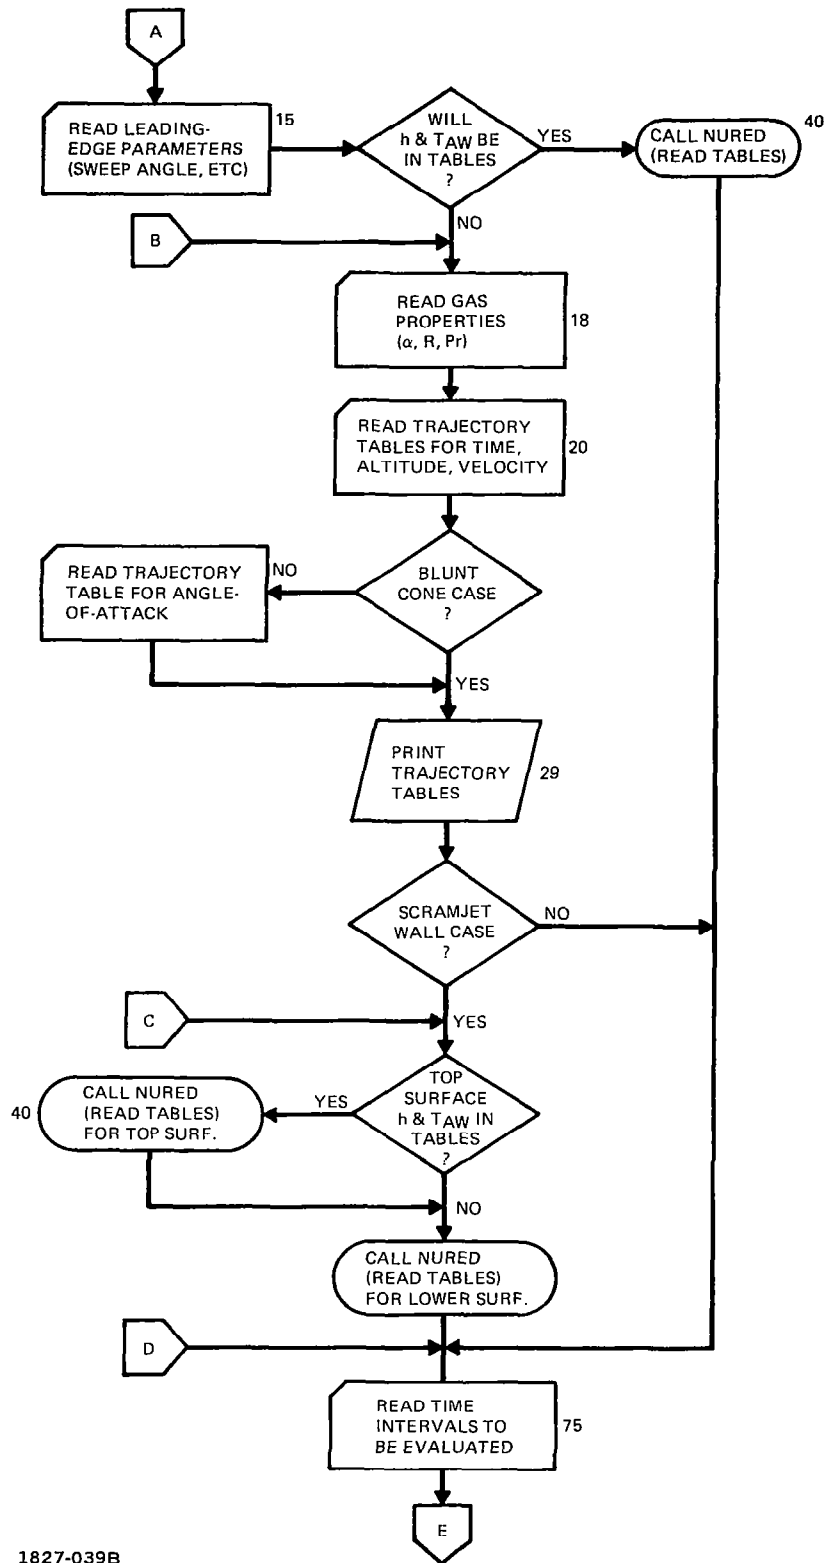 A
READ LEADING-
EDGE PARAMETERS
(SWEEP ANGLE, ETC)
15
WILL
h & TAW BE
IN TABLES
?
YES
CALL NURED
(READ TABLES)
40
NO
B
READ GAS
PROPERTIES
(α, R, Pr)
18
READ TRAJECTORY
TABLES FOR TIME,
ALTITUDE, VELOCITY
20
BLUNT
CONE CASE
?
NO
READ TRAJECTORY
TABLE FOR ANGLE-
OF-ATTACK
YES
PRINT
TRAJECTORY
TABLES
29
SCRAMJET
WALL CASE
?
NO
C
YES
TOP
SURFACE
h & TAW IN
TABLES
?
YES
40
CALL NURED
(READ TABLES)
FOR TOP SURF.
NO
CALL NURED
(READ TABLES)
FOR LOWER SURF.
D
READ TIME
INTERVALS TO
BE EVALUATED
75
E
1827-039B